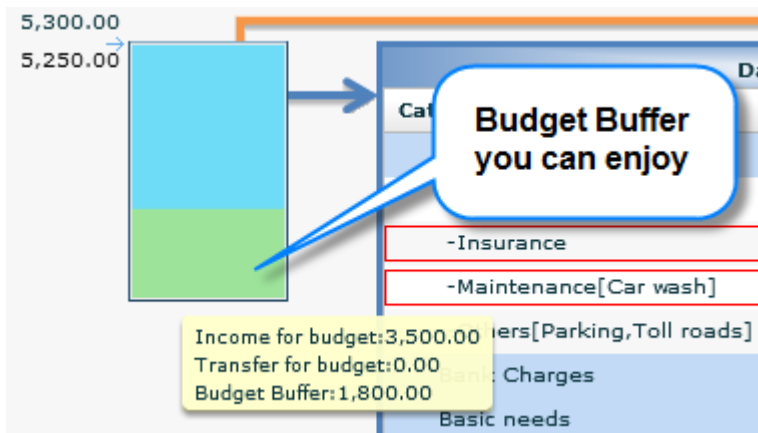 5,300.00
5,250.00
Da
Cat
Budget Buffer
you can enjoy
-Insurance
-Maintenance[Car wash]
hers[Parking,Toll roads]
Income for budget:3,500.00
Transfer for budget:0.00
Budget Buffer:1,800.00
Bank Charges
Basic needs